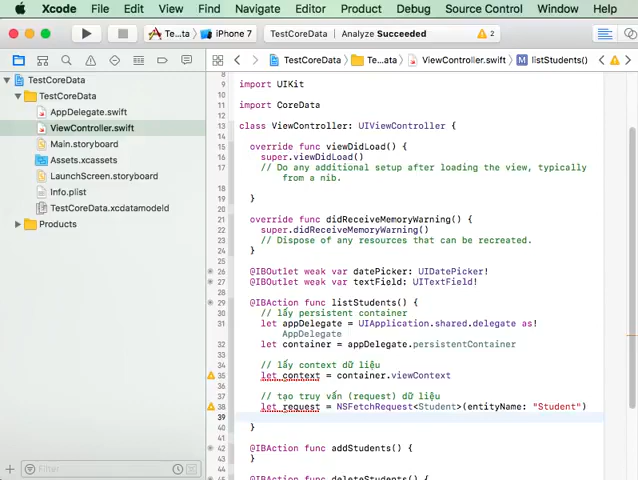 Xcode File Edit View Find Navigate Editor Product Debug Source Control Window Help
Te...ta iPhone 7 TestCoreData Analyze Succeeded 2
TestCoreData Te...ata ViewController.swift listStudents()
TestCoreData
TestCoreData
AppDelegate.swift
ViewController.swift
Main.storyboard
Assets.xcassets
LaunchScreen.storyboard
Info.plist
TestCoreData.xcdatamodeld
Products
Filter
9 import UIKit
10
11 import CoreData
12
13 class ViewController: UIViewController {
14
15 override func viewDidLoad() {
16 super.viewDidLoad()
17 // Do any additional setup after loading the view, typically
from a nib.
18
19 }
20
21 override func didReceiveMemoryWarning() {
22 super.didReceiveMemoryWarning()
23 // Dispose of any resources that can be recreated.
24 }
25
26 @IBOutlet weak var datePicker: UIDatePicker!
27 @IBOutlet weak var textField: UITextField!
28
29 @IBAction func listStudents() {
30 // lấy persistent container
31 let appDelegate = UIApplication.shared.delegate as!
AppDelegate
32 let container = appDelegate.persistentContainer
33
34 // lấy context dữ liệu
35 let context = container.viewContext
36
37 // tạo truy vấn (request) dữ liệu
38 let request = NSFetchRequest<Student>(entityName: "Student")
39
40 }
41
42 @IBAction func addStudents() {
43 }
44
45 @IBAction func deleteStudents() {